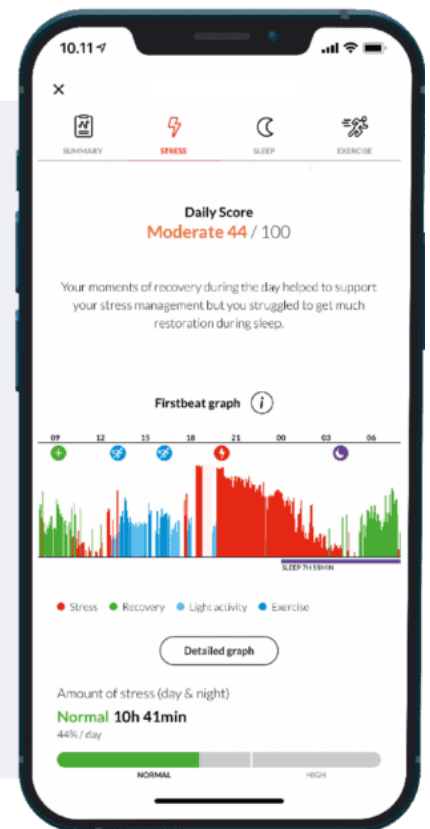 10.11
SUMMARY STRESS SLEEP EXERCISE
Daily Score
Moderate 44 / 100
Your moments of recovery during the day helped to support
your stress management but you struggled to get much
restoration during sleep.
Firstbeat graph i
09 12 15 18 21 00 03 06
SLEEP 7H 55MIN
Stress Recovery Light activity Exercise
Detailed graph
Amount of stress (day & night)
Normal 10h 41min
44% / day
NORMAL HIGH